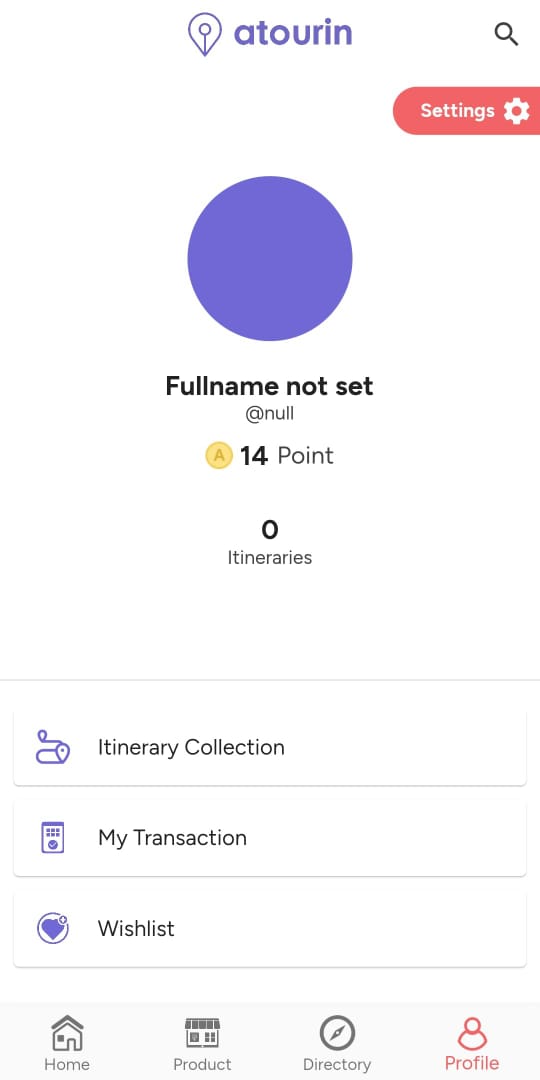 atourin
Settings
Fullname not set
@null
A 14 Point
0
Itineraries
Itinerary Collection
My Transaction
Wishlist
Home Product Directory Profile